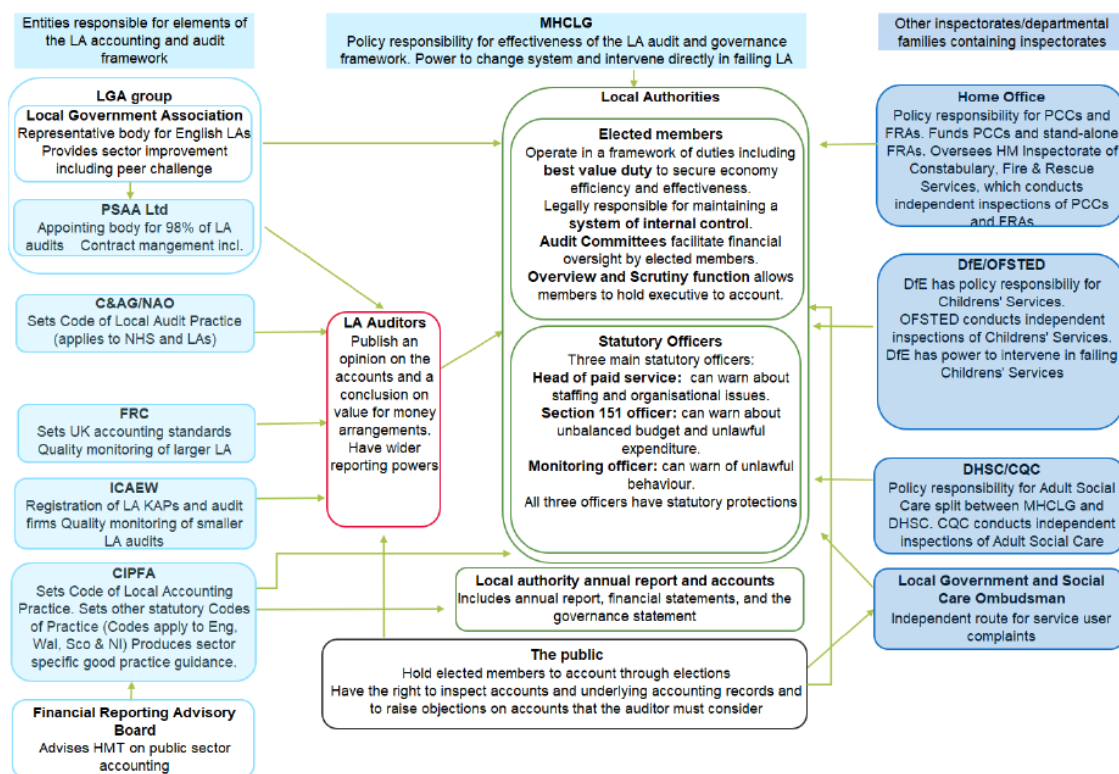 Entities responsible for elements of
the LA accounting and audit
framework
MHCLG
Policy responsibility for effectiveness of the LA audit and governance
framework. Power to change system and intervene directly in failing LA
Other inspectorates/departmental
families containing inspectorates
LGA group
Local Government Association
Representative body for English LAs
Provides sector improvement
including peer challenge
PSAA Ltd
Appointing body for 98% of LA
audits Contract mangement incl.
C&AG/NAO
Sets Code of Local Audit Practice
(applies to NHS and LAs)
FRC
Sets UK accounting standards
Quality monitoring of larger LA
ICAEW
Registration of LA KAPs and audit
firms Quality monitoring of smaller
LA audits
CIPFA
Sets Code of Local Accounting
Practice. Sets other statutory Codes
of Practice (Codes apply to Eng,
Wal, Sco & NI) Produces sector
specific good practice guidance.
Financial Reporting Advisory
Board
Advises HMT on public sector
accounting
LA Auditors
Publish an
opinion on the
accounts and a
conclusion on
value for money
arrangements.
Have wider
reporting powers
Local Authorities
Elected members
Operate in a framework of duties including
best value duty to secure economy
efficiency and effectiveness.
Legally responsible for maintaining a
system of internal control.
Audit Committees facilitate financial
oversight by elected members.
Overview and Scrutiny function allows
members to hold executive to account.
Statutory Officers
Three main statutory officers:
Head of paid service: can warn about
staffing and organisational issues.
Section 151 officer: can warn about
unbalanced budget and unlawful
expenditure.
Monitoring officer: can warn of unlawful
behaviour.
All three officers have statutory protections
Local authority annual report and accounts
Includes annual report, financial statements, and the
governance statement
The public
Hold elected members to account through elections
Have the right to inspect accounts and underlying accounting records and
to raise objections on accounts that the auditor must consider
Home Office
Policy responsibility for PCCs and
FRAs. Funds PCCs and stand-alone
FRAs. Oversees HM Inspectorate of
Constabulary, Fire & Rescue
Services, which conducts
independent inspections of PCCs
and FRAs.
DfE/OFSTED
DfE has policy responsibiliy for
Childrens' Services.
OFSTED conducts independent
inspections of Childrens' Services.
DfE has power to intervene in failing
Childrens' Services
DHSC/CQC
Policy responsibility for Adult Social
Care split between MHCLG and
DHSC. CQC conducts independent
inspections of Adult Social Care
Local Government and Social
Care Ombudsman
Independent route for service user
complaints